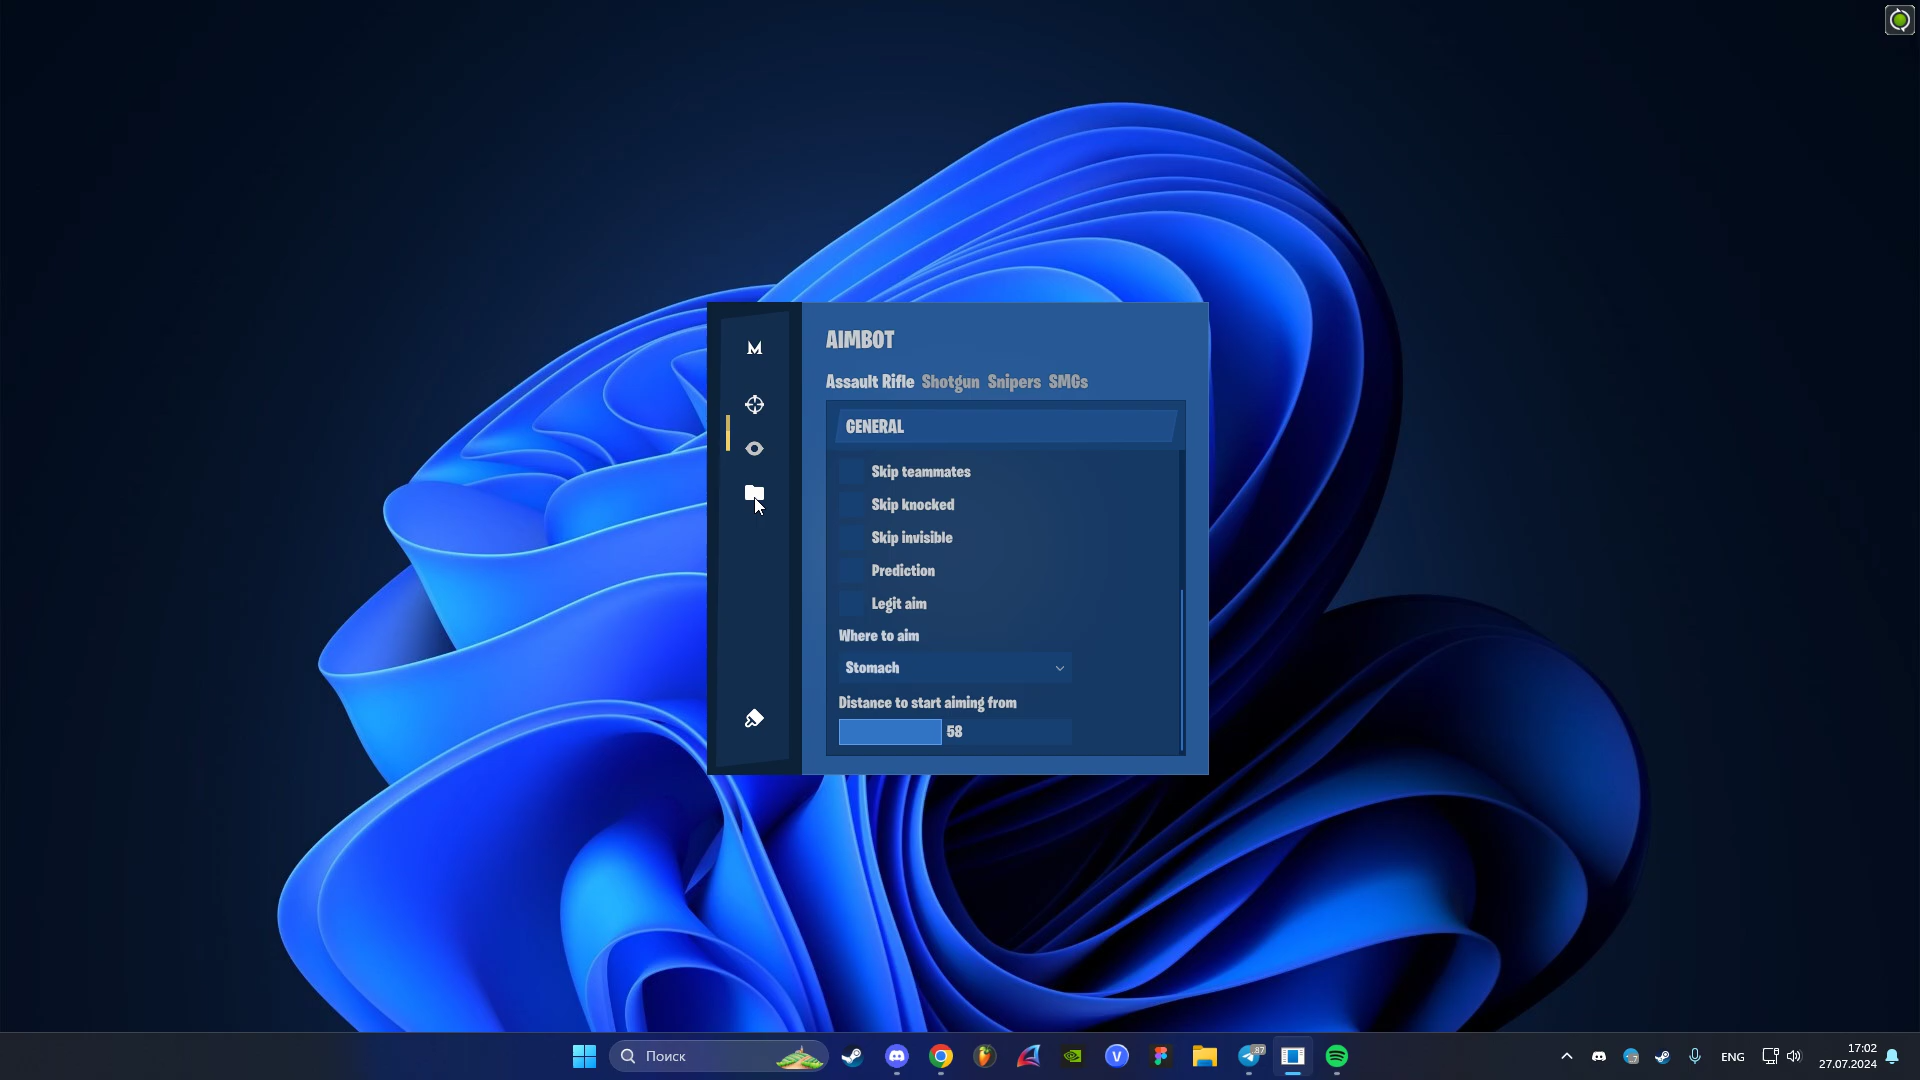 M
AIMBOT
Assault Rifle Shotgun Snipers SMGs
GENERAL
Skip teammates
Skip knocked
Skip invisible
Prediction
Legit aim
Where to aim
Stomach
Distance to start aiming from
58
Поиск
V
87
ENG
17:02
27.07.2024